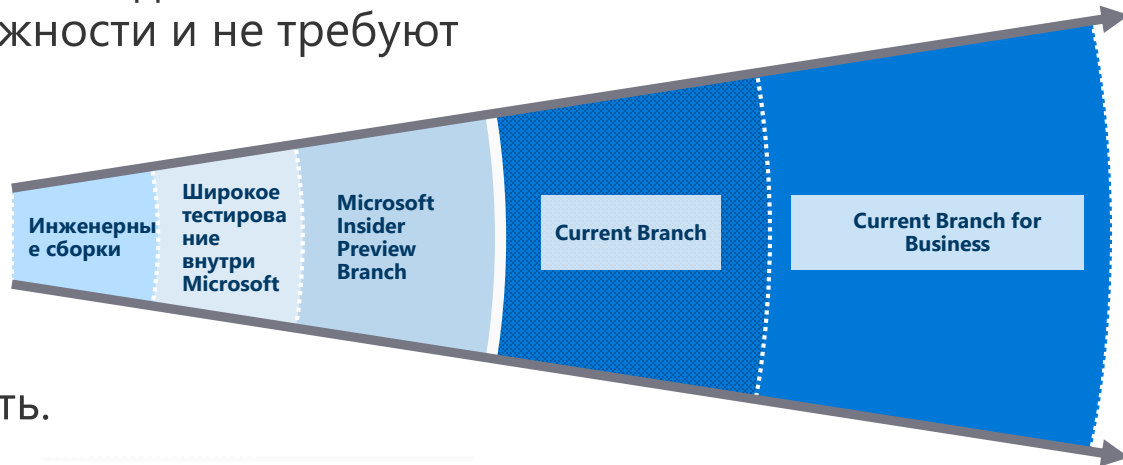 жности и не требуют
Инженерны
е сборки
Широкое
тестирова
ние
внутри
Microsoft
Microsoft
Insider
Preview
Branch
Current Branch
Current Branch for
Business
ть.